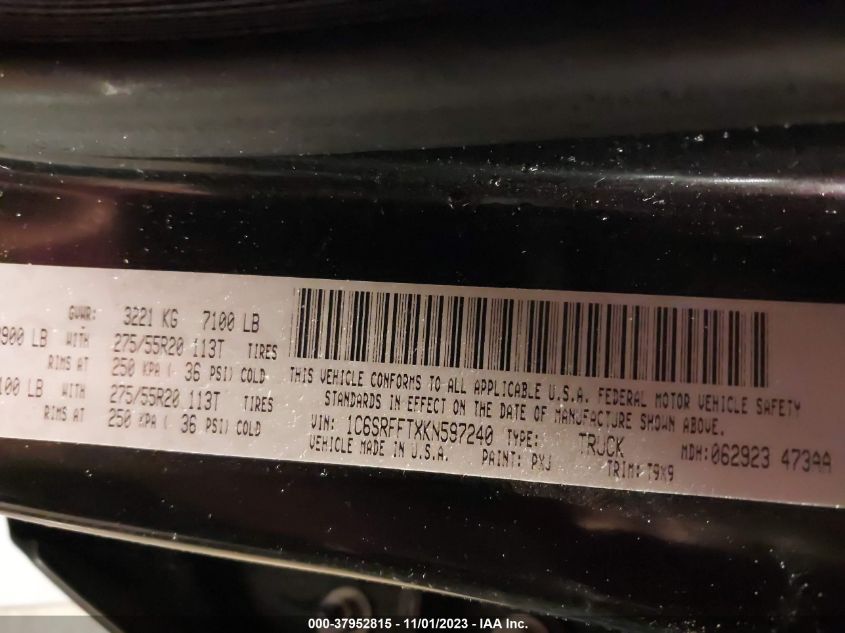 GVWR: 3221 KG 7100 LB
900 LB WITH 275/55R20 113T TIRES
RIMS AT 250 KPA ( 36 PSI) COLD
100 LB WITH 275/55R20 113T TIRES
RIMS AT 250 KPA ( 36 PSI) COLD
THIS VEHICLE CONFORMS TO ALL APPLICABLE U.S.A. FEDERAL MOTOR VEHICLE SAFETY
STANDARDS IN EFFECT ON THE DATE OF MANUFACTURE SHOWN ABOVE.
VIN: 1C6SRFFTXKN597240 TYPE: TRUCK MDH: 062923 473AA
VEHICLE MADE IN U.S.A. PAINT: PXJ TRIM: T9X9
000-37952815 - 11/01/2023 - © IAA Inc.